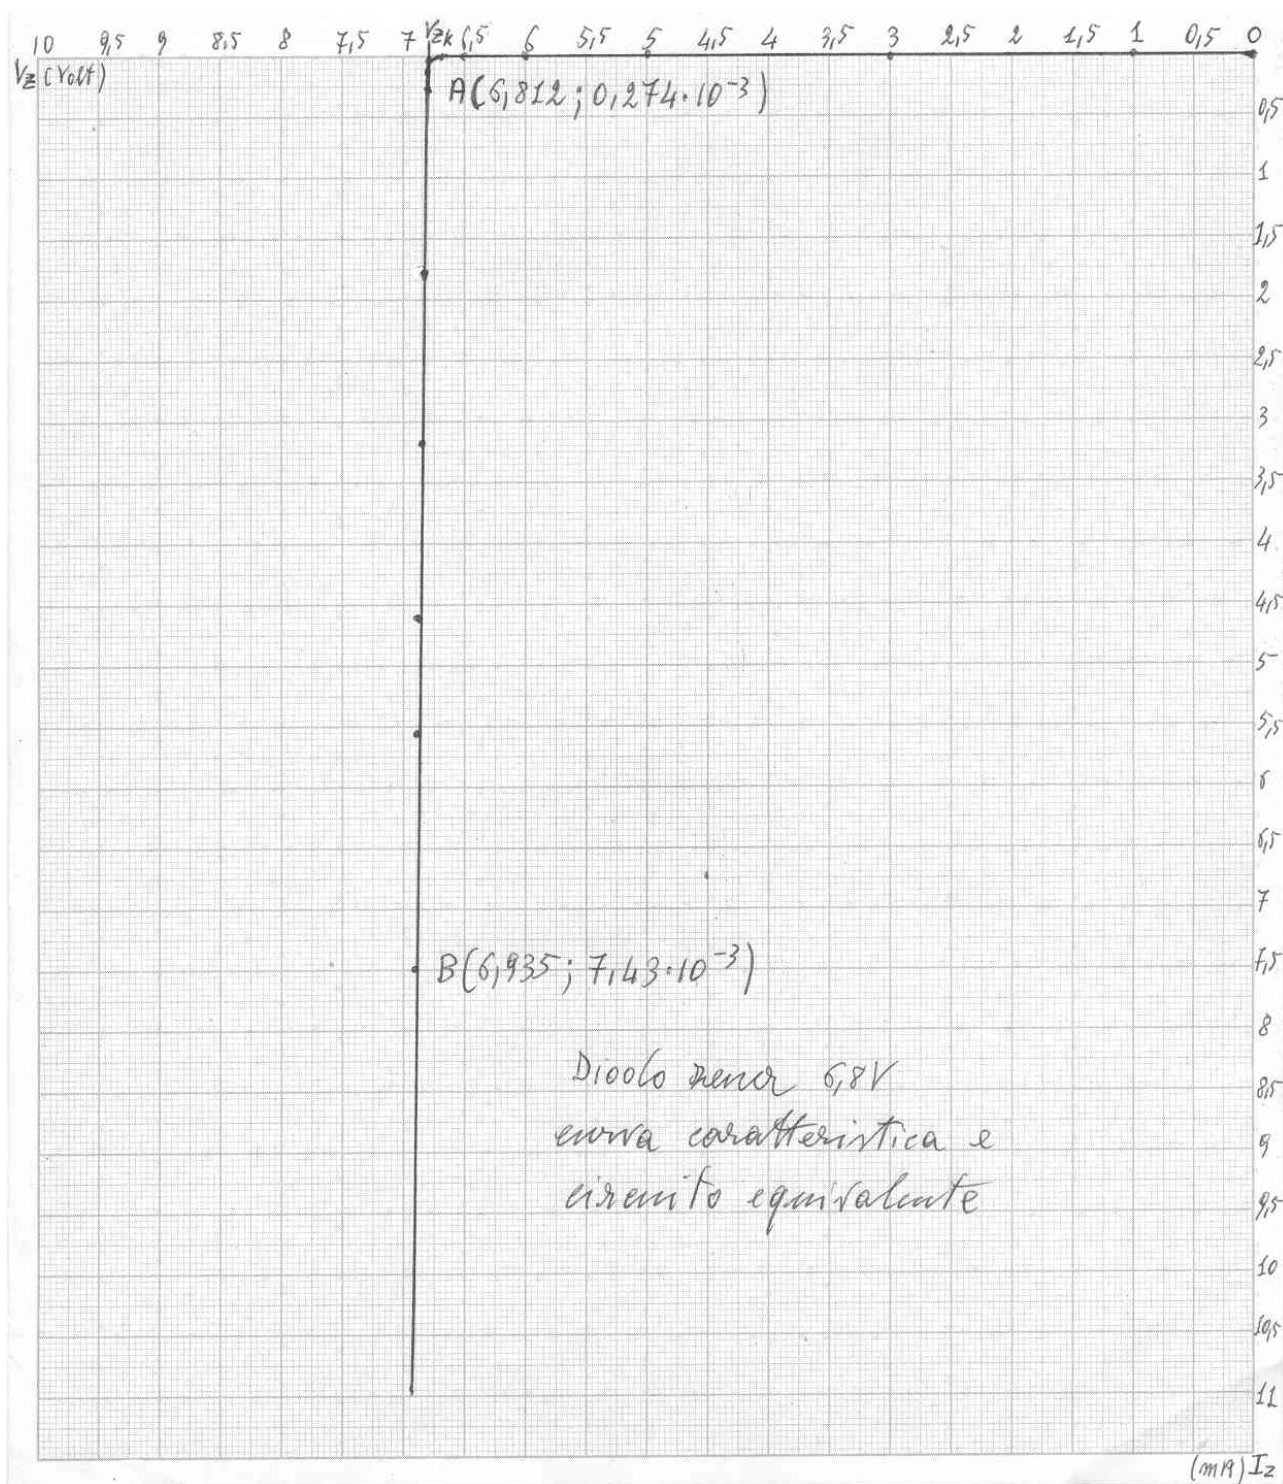 10 9,5 9 8,5 8 7,5 7 VZK 6,5 6 5,5 5 4,5 4 3,5 3 2,5 2 1,5 1 0,5 0
VZ (Volt)
A(6,812; 0,274·10⁻³)
0,5
1
1,5
2
2,5
3
3,5
4
4,5
5
5,5
6
6,5
7
B(6,935; 7,43·10⁻³)
7,5
8
Diodo zener 6,8V
8,5
curva caratteristica e
9
circuito equivalente
9,5
10
10,5
11
(mA) IZ